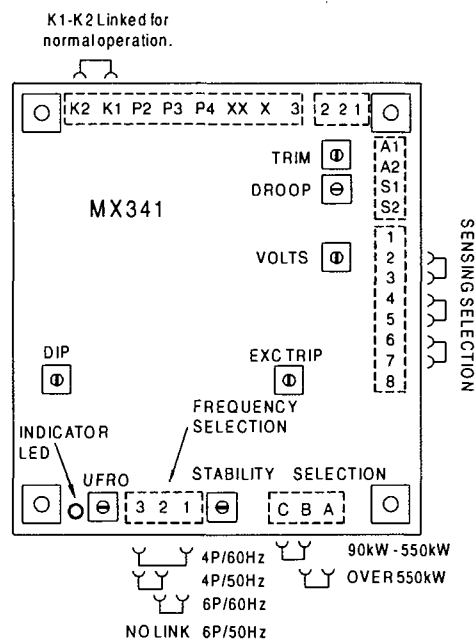 K1-K2 Linked for
normal operation.
K2 K1 P2 P3 P4 XX X 3 2 2 1
TRIM
DROOP
A1
A2
S1
S2
MX341
VOLTS
1
2
3
4
5
6
7
8
SENSING SELECTION
DIP
EXC TRIP
FREQUENCY
SELECTION
INDICATOR
LED
UFRO
STABILITY SELECTION
3 2 1
C B A
4P/60Hz
90kW - 550kW
4P/50Hz
OVER 550kW
6P/60Hz
NO LINK 6P/50Hz